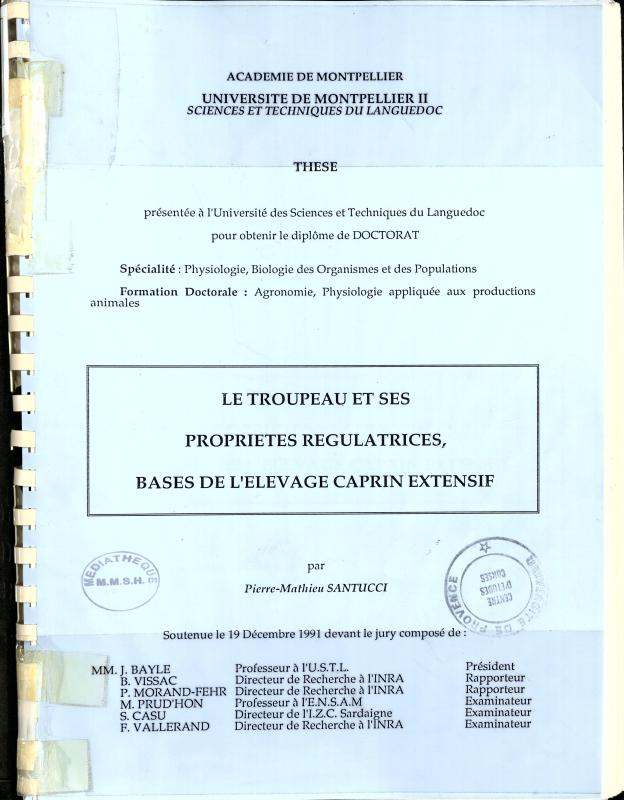 ACADEMIE DE MONTPELLIER
UNIVERSITE DE MONTPELLIER II
SCIENCES ET TECHNIQUES DU LANGUEDOC
THESE
présentée à l'Université des Sciences et Techniques du Languedoc
pour obtenir le diplôme de DOCTORAT
Spécialité : Physiologie, Biologie des Organismes et des Populations
Formation Doctorale : Agronomie, Physiologie appliquée aux productions
animales
LE TROUPEAU ET SES
PROPRIETES REGULATRICES,
BASES DE L'ELEVAGE CAPRIN EXTENSIF
MEDIATHEQUE
M.M.S.H.
par
Pierre-Mathieu SANTUCCI
UNIVERSITE DE PROVENCE
CENTRE
D'ETUDES
CORSES
Soutenue le 19 Décembre 1991 devant le jury composé de :
MM. J. BAYLE Professeur à l'U.S.T.L. Président
B. VISSAC Directeur de Recherche à l'INRA Rapporteur
P. MORAND-FEHR Directeur de Recherche à l'INRA Rapporteur
M. PRUD'HON Professeur à l'E.N.S.A.M Examinateur
S. CASU Directeur de l'I.Z.C. Sardaigne Examinateur
F. VALLERAND Directeur de Recherche à l'INRA Examinateur